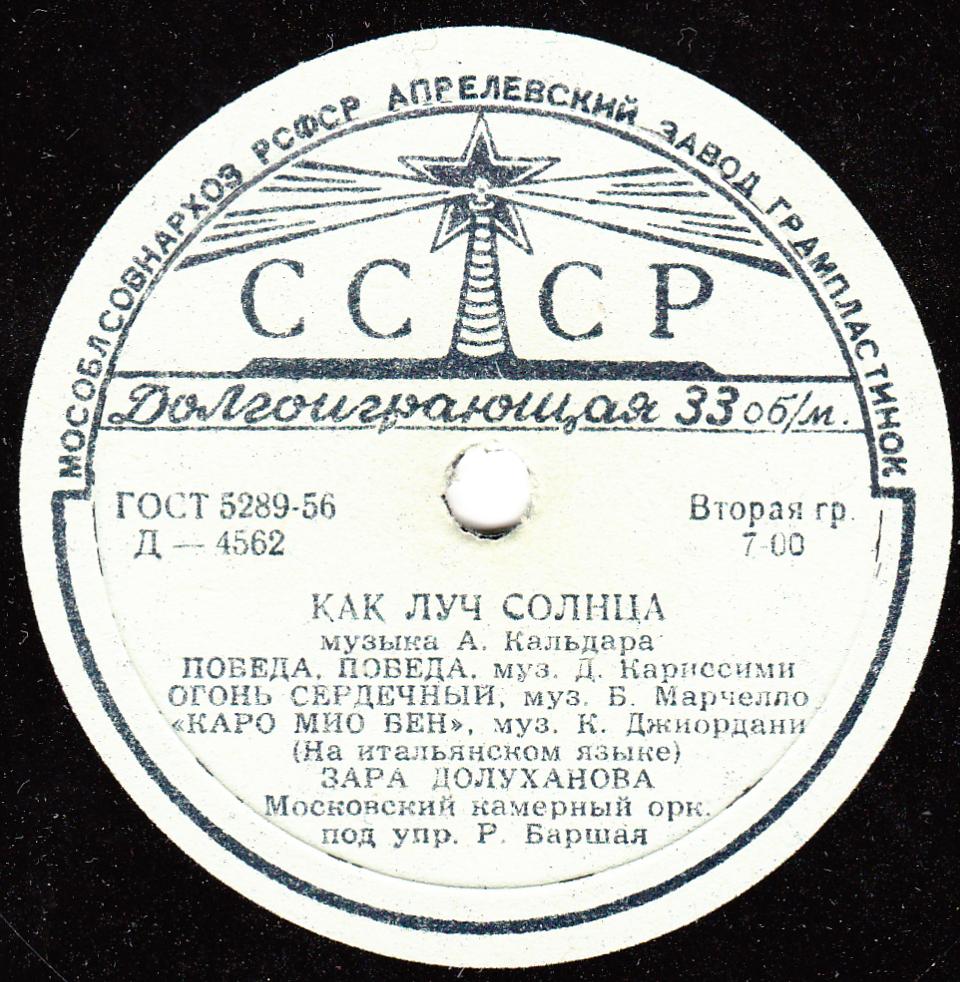 МОСОБЛСОВНАРХОЗ РСФСР АПРЕЛЕВСКИЙ ЗАВОД ГРАМПЛАСТИНОК
СССР
Долгоиграющая 33 об/м.
ГОСТ 5289-56
Д — 4562
Вторая гр.
7-00
КАК ЛУЧ СОЛНЦА
музыка А. Кальдара
ПОБЕДА, ПОБЕДА, муз. Д. Кариссими
ОГОНЬ СЕРДЕЧНЫЙ, муз. Б. Марчелло
«КАРО МИО БЕН», муз. К. Джиордани
(На итальянском языке)
ЗАРА ДОЛУХАНОВА
Московский камерный орк.
под упр. Р. Баршая